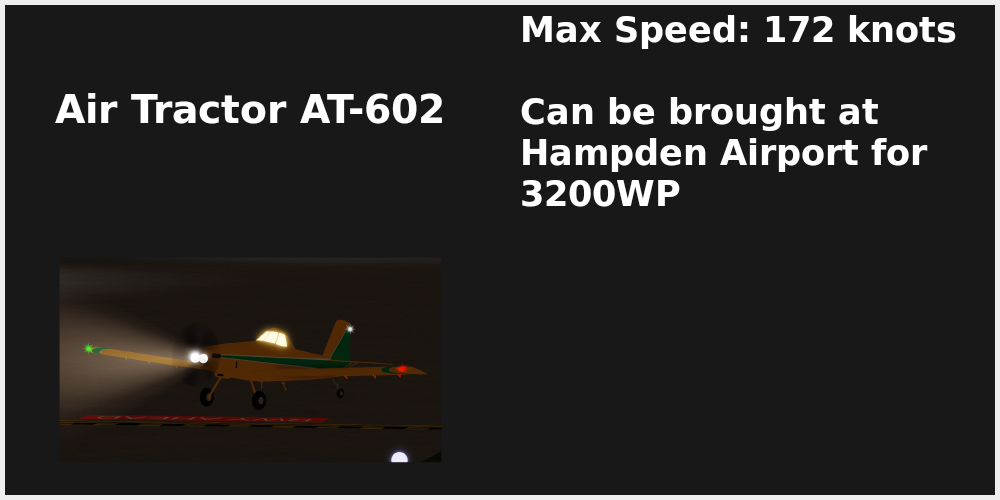 Max Speed: 172 knots
Air Tractor AT-602
Can be brought at
Hampden Airport for
3200WP